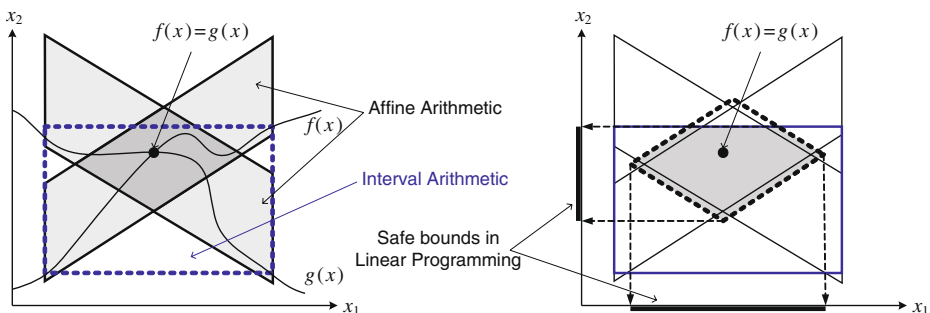 x₂
f(x)=g(x)
Affine Arithmetic
f(x)
Interval Arithmetic
g(x)
x₁
x₂
f(x)=g(x)
Safe bounds in
Linear Programming
x₁